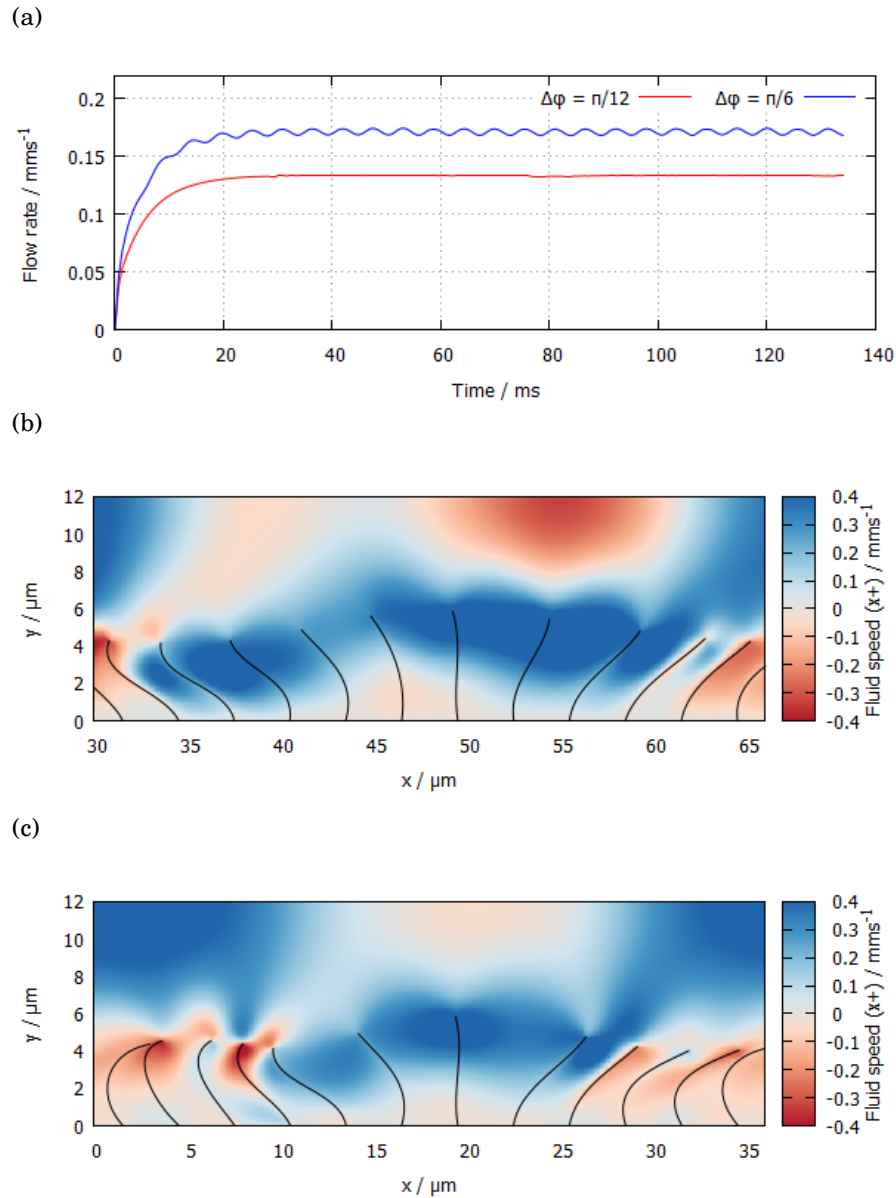 (a)
0.2
0.15
0.1
0.05
0
Flow rate / mms⁻¹
Δφ = π/12
Δφ = π/6
0 20 40 60 80 100 120 140
Time / ms
(b)
12
10
8
6
4
2
0
y / μm
30 35 40 45 50 55 60 65
x / μm
0.4
0.3
0.2
0.1
0
-0.1
-0.2
-0.3
-0.4
Fluid speed (x+) / mms⁻¹
(c)
12
10
8
6
4
2
0
y / μm
0 5 10 15 20 25 30 35
x / μm
0.4
0.3
0.2
0.1
0
-0.1
-0.2
-0.3
-0.4
Fluid speed (x+) / mms⁻¹